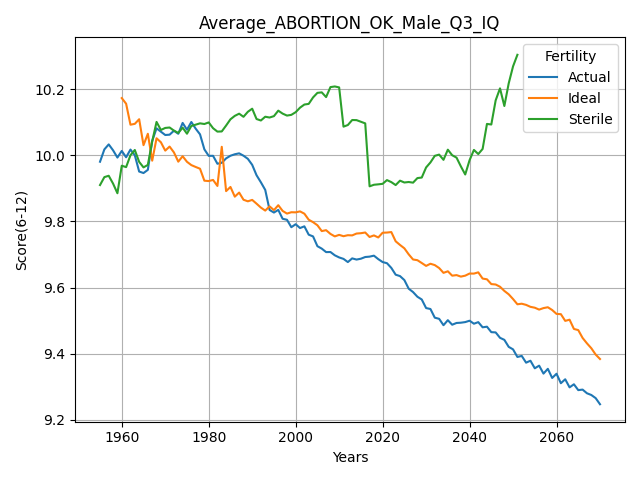 Average_ABORTION_OK_Male_Q3_IQ
Fertility
Actual
Ideal
Sterile
Score(6-12)
10.2
10.0
9.8
9.6
9.4
9.2
1960
1980
2000
2020
2040
2060
Years